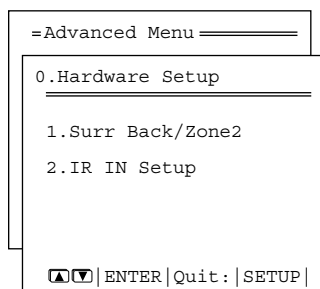 =Advanced Menu
0.Hardware Setup
1.Surr Back/Zone2
2.IR IN Setup
▲▼|ENTER|Quit:|SETUP|